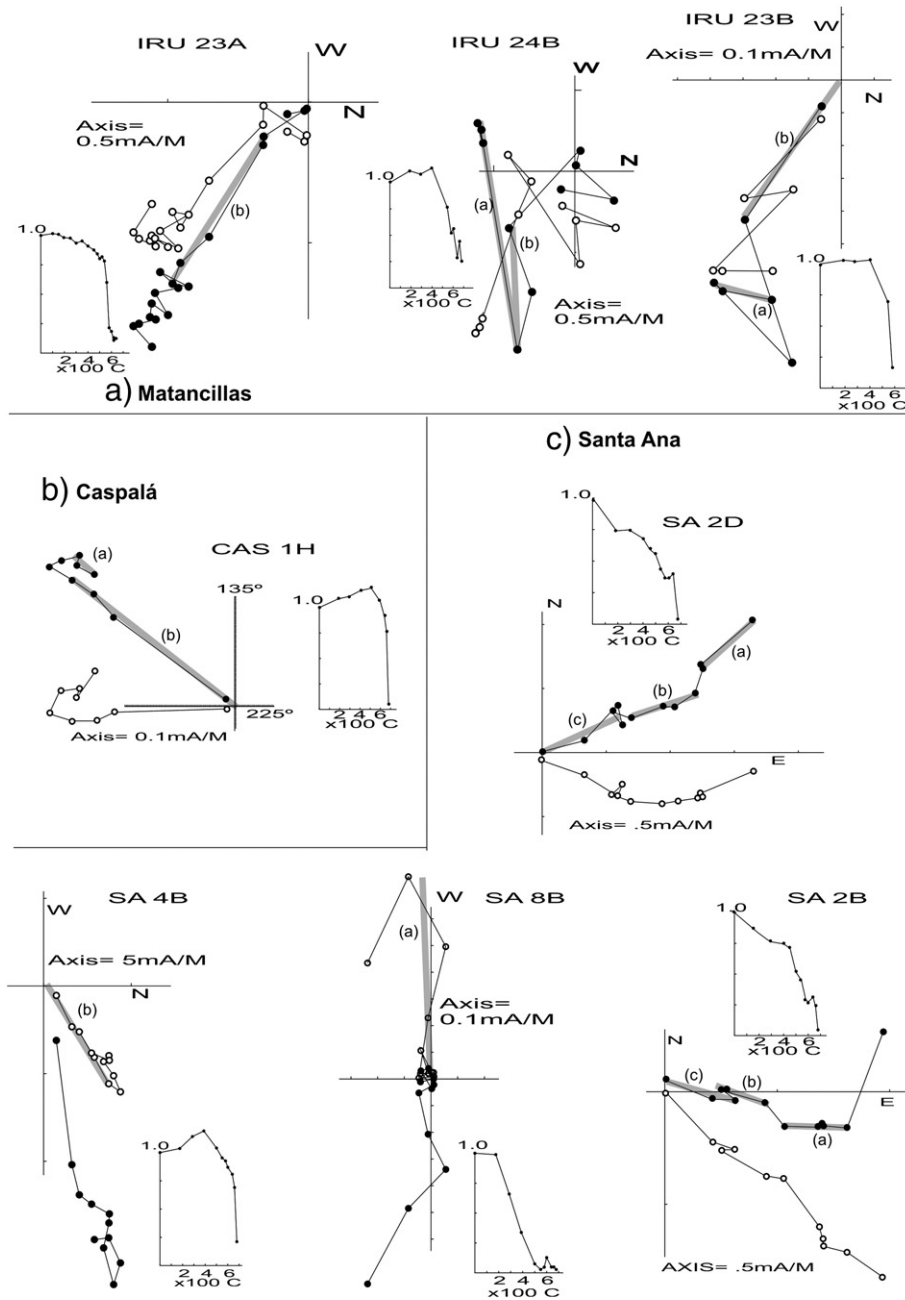 IRU 23A
W
N
Axis=
0.5mA/M
(b)
1.0
2 4 6
x100 C
IRU 24B
W
N
1.0
(a)
(b)
2 4 6
x100 C
Axis=
0.5mA/M
IRU 23B
W
Axis= 0.1mA/M
N
(b)
1.0
(a)
2 4 6
x100 C
a) Matancillas
b) Caspalá
CAS 1H
(a)
135º
1.0
(b)
225º
Axis= 0.1mA/M
2 4 6
x100 C
c) Santa Ana
1.0
SA 2D
2 4 6
x100 C
N
(a)
(b)
(c)
E
Axis= .5mA/M
SA 4B
W
Axis= 5mA/M
N
(b)
1.0
2 4 6
x100 C
SA 8B
W
(a)
Axis=
0.1mA/M
1.0
2 4 6
x100 C
SA 2B
1.0
2 4 6
x100 C
N
(c)
(b)
E
(a)
AXIS= .5mA/M